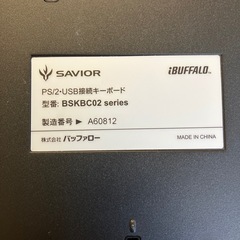 SAVIOR iBUFFALO
PS/2・USB接続キーボード
型番: BSKBC02 series
製造番号 ▶ A60812
株式会社 バッファロー MADE IN CHINA